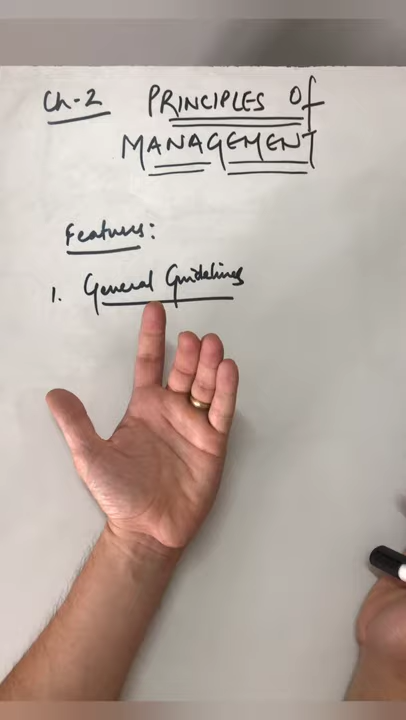 Ch-2 PRINCIPLES OF
MANAGEMENT
Features:
1. General Guidelines